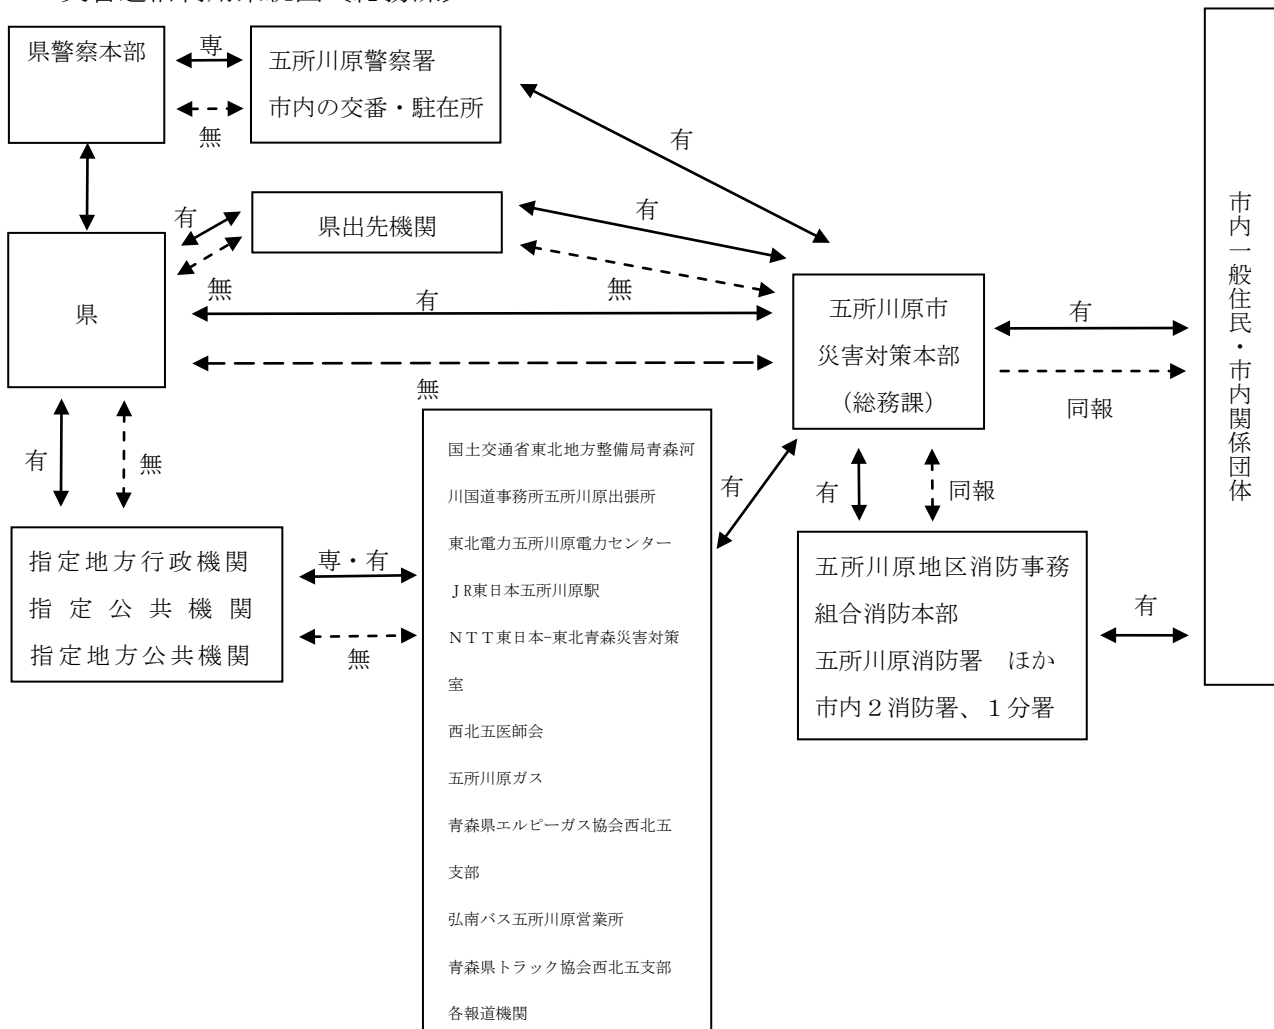 県警察本部
専
無
五所川原警察署
市内の交番・駐在所
有
有
無
県出先機関
有
無
県
有
無
五所川原市
災害対策本部
（総務課）
有
同報
市内一般住民・市内関係団体
有
無
指定地方行政機関
指定公共機関
指定地方公共機関
専・有
無
国土交通省東北地方整備局青森河
川国道事務所五所川原出張所
東北電力五所川原電力センター
ＪR東日本五所川原駅
ＮＴＴ東日本−東北青森災害対策
室
西北五医師会
五所川原ガス
青森県エルピーガス協会西北五
支部
弘南バス五所川原営業所
青森県トラック協会西北五支部
各報道機関
有
有
同報
五所川原地区消防事務
組合消防本部
五所川原消防署　ほか
市内２消防署、１分署
有